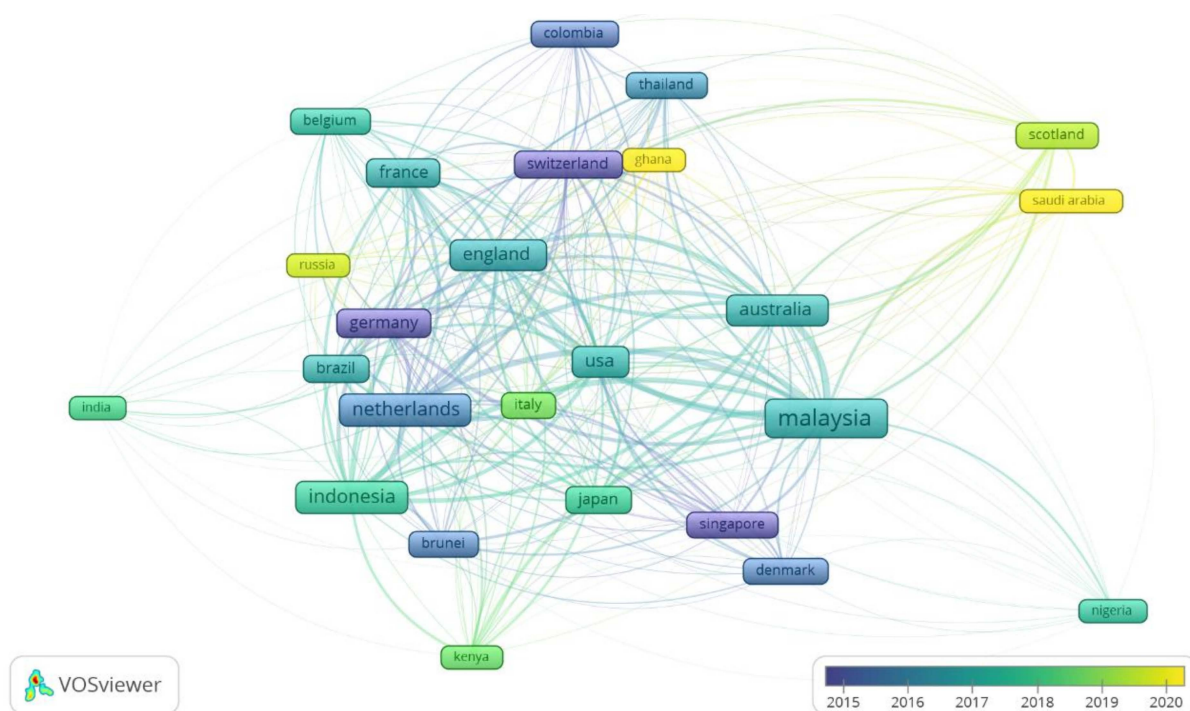 colombia
thailand
belgium
scotland
switzerland
ghana
france
saudi arabia
england
russia
australia
germany
usa
brazil
india
netherlands
italy
malaysia
indonesia
japan
singapore
brunei
denmark
nigeria
kenya
VOSviewer
2015 2016 2017 2018 2019 2020